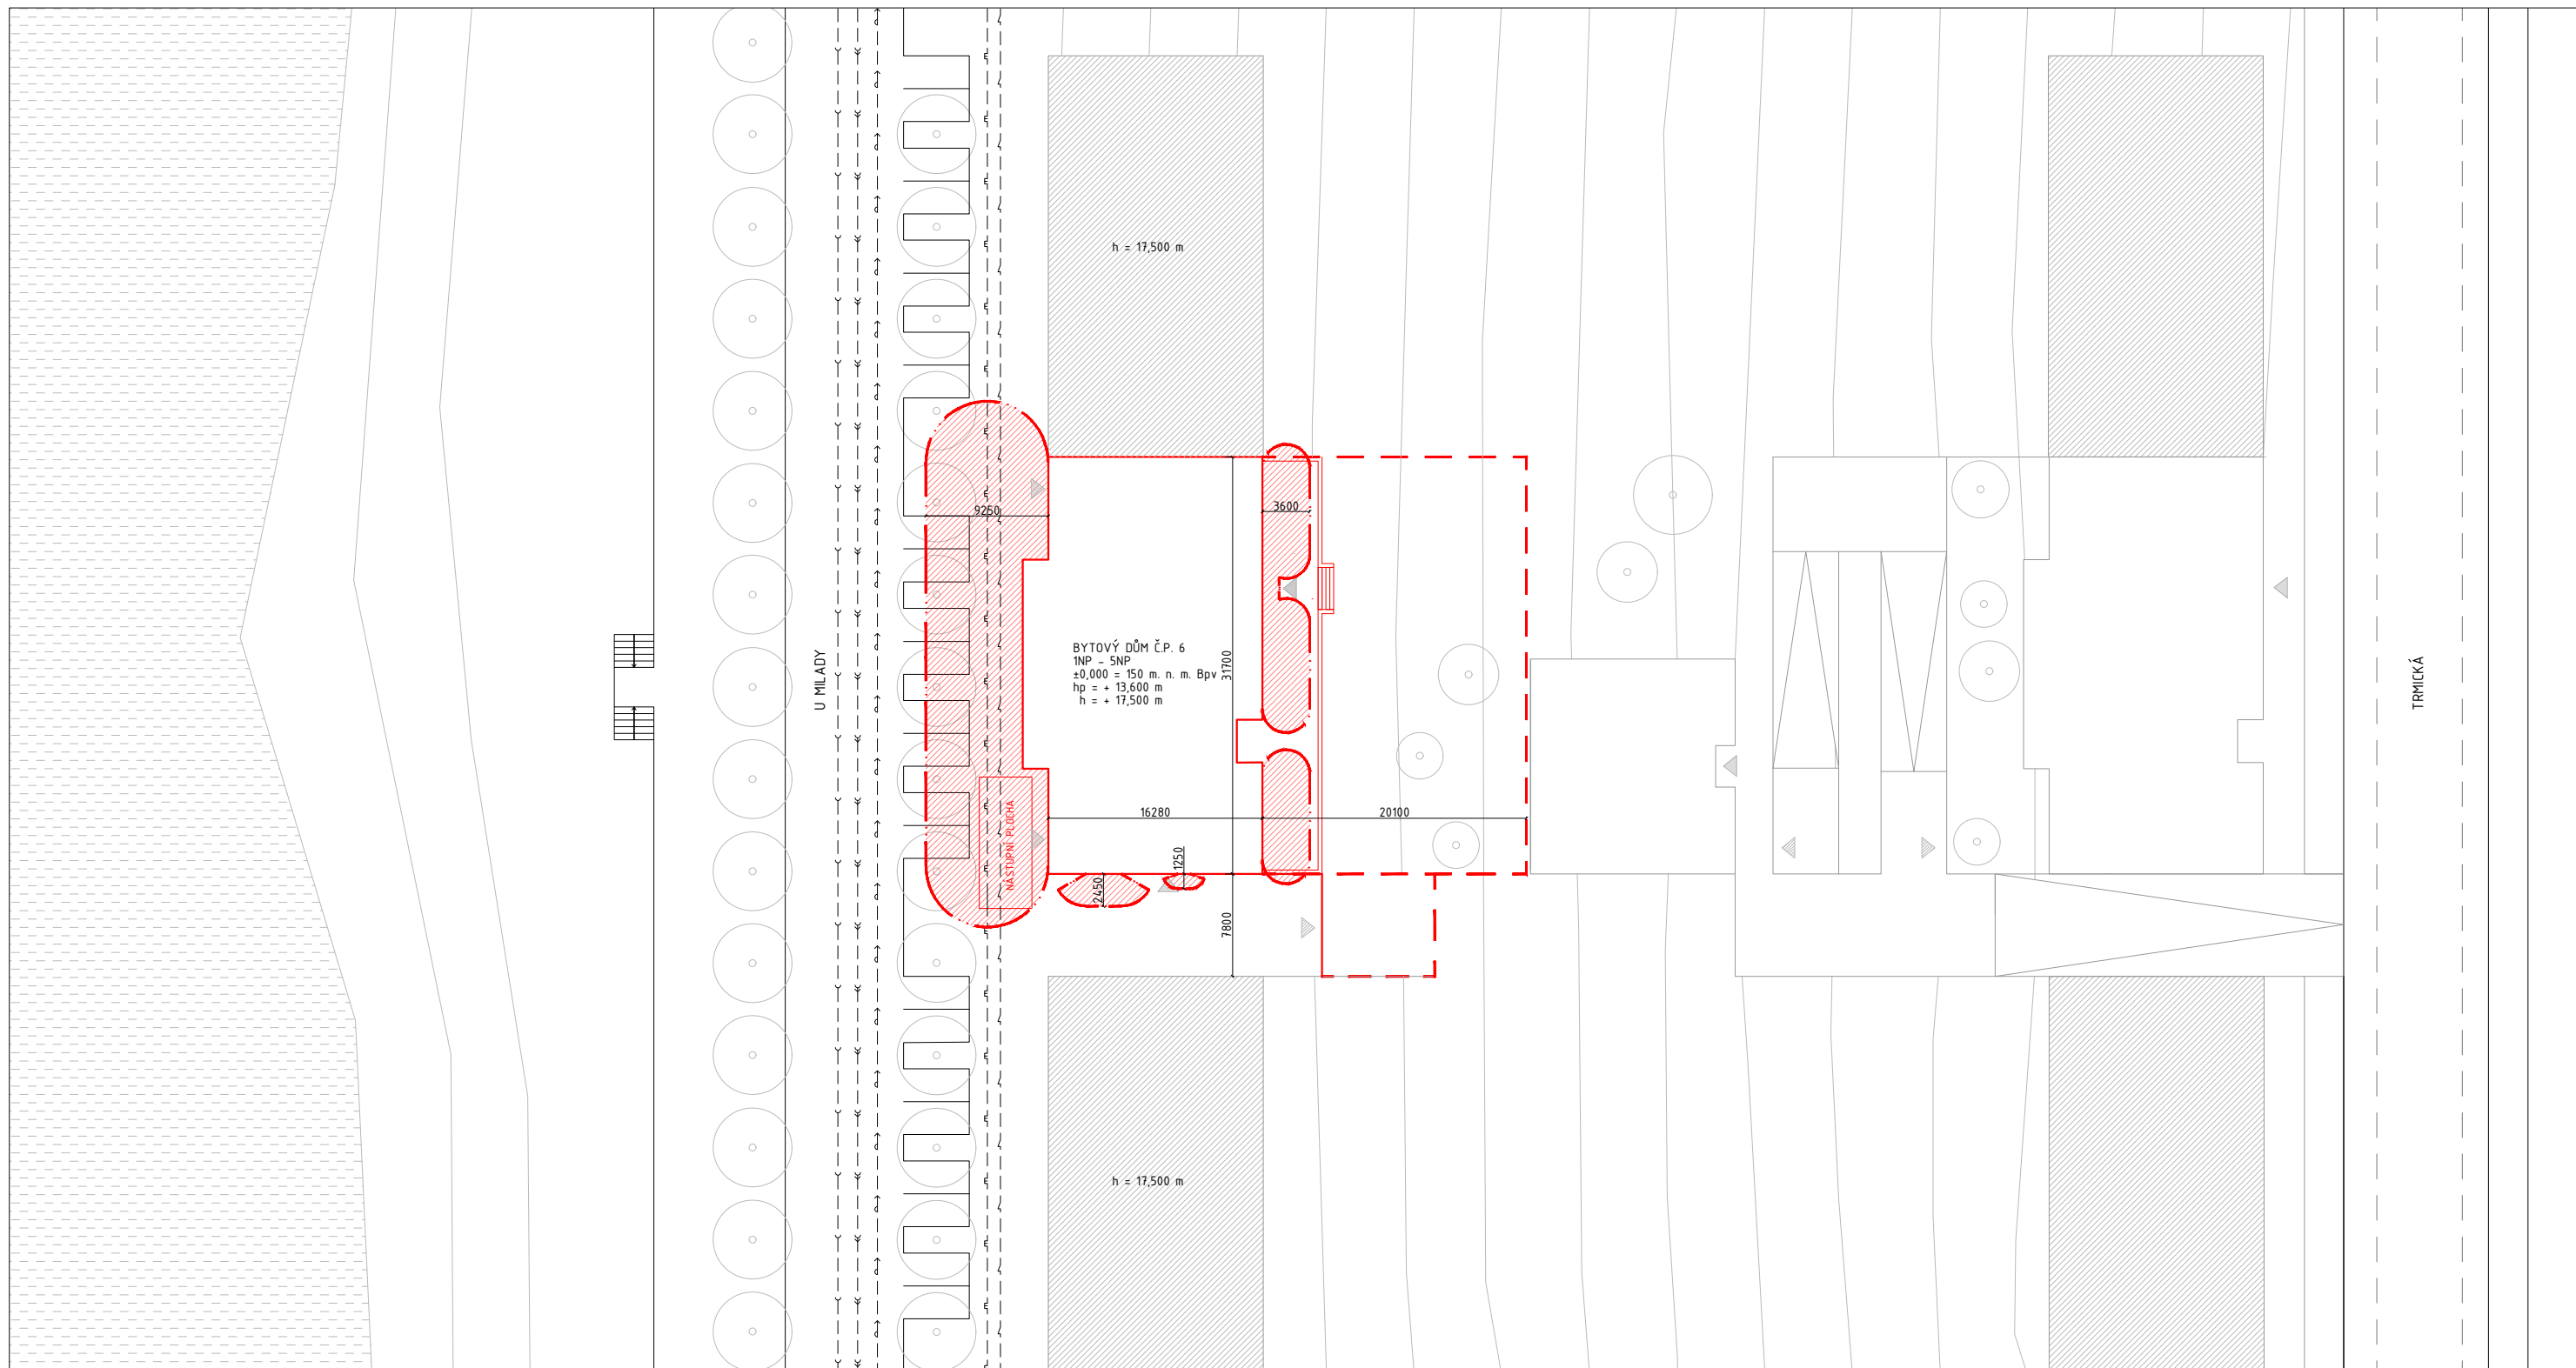 h = 17,500 m
9250
3600
BYTOVÝ DŮM Č.P. 6
1NP - 5NP
±0,000 = 150 m. n. m. Bpv
hp = + 13,600 m
h = + 17,500 m
31700
U MILADY
TRMICKÁ
16280
20100
NÁSTUPNÍ PLOCHA
1250
2450
7800
h = 17,500 m